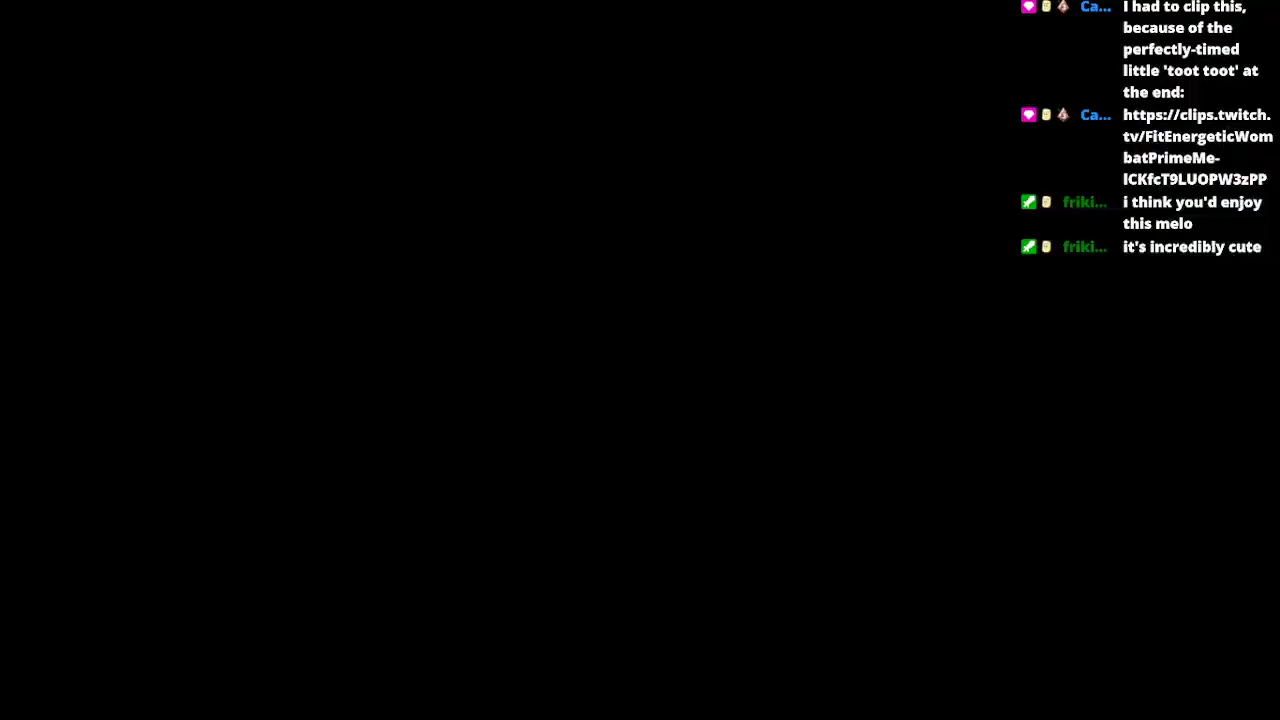 Ca... I had to clip this,
because of the
perfectly-timed
little 'toot toot' at
the end:
Ca... https://clips.twitch.
tv/FitEnergeticWom
batPrimeMe-
ICKfcT9LUOPW3zPP
friki... i think you'd enjoy
this melo
friki... it's incredibly cute